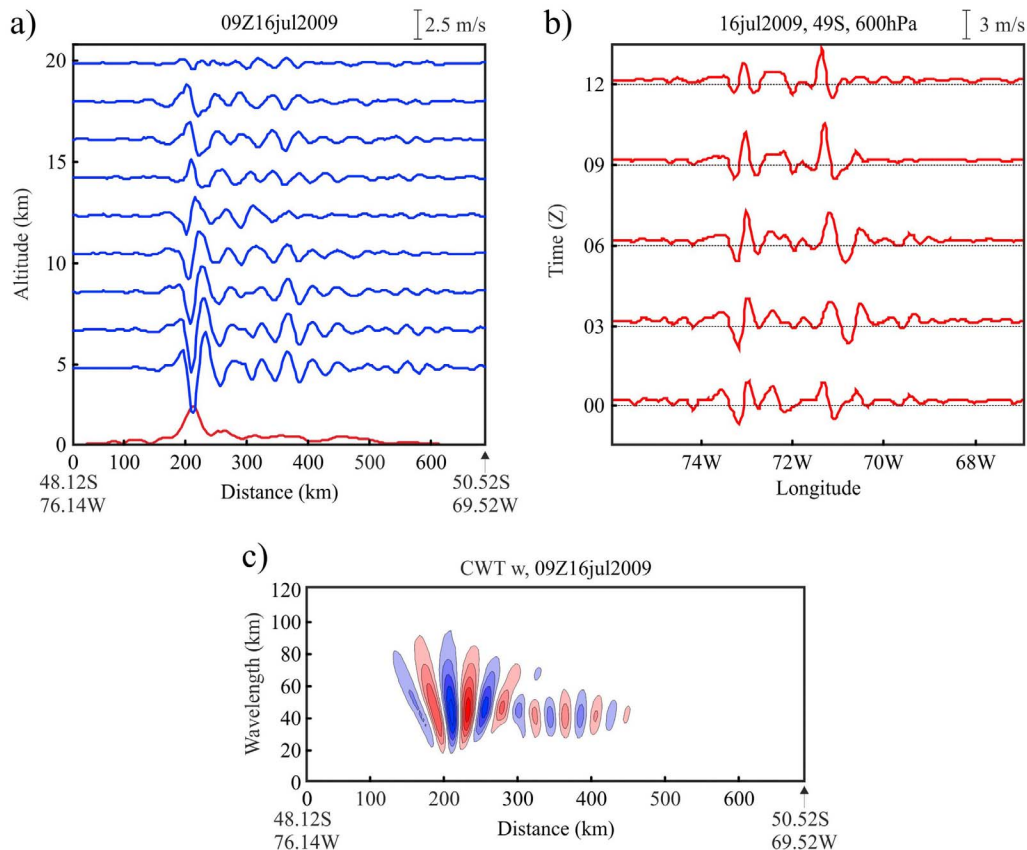 a)
09Z16jul2009
2.5 m/s
20
15
10
5
0
Altitude (km)
0 100 200 300 400 500 600
48.12S
76.14W
Distance (km)
50.52S
69.52W
b)
16jul2009, 49S, 600hPa
3 m/s
12
09
06
03
00
Time (Z)
74W 72W 70W 68W
Longitude
c)
CWT w, 09Z16jul2009
120
100
80
60
40
20
0
Wavelength (km)
0 100 200 300 400 500 600
48.12S
76.14W
Distance (km)
50.52S
69.52W